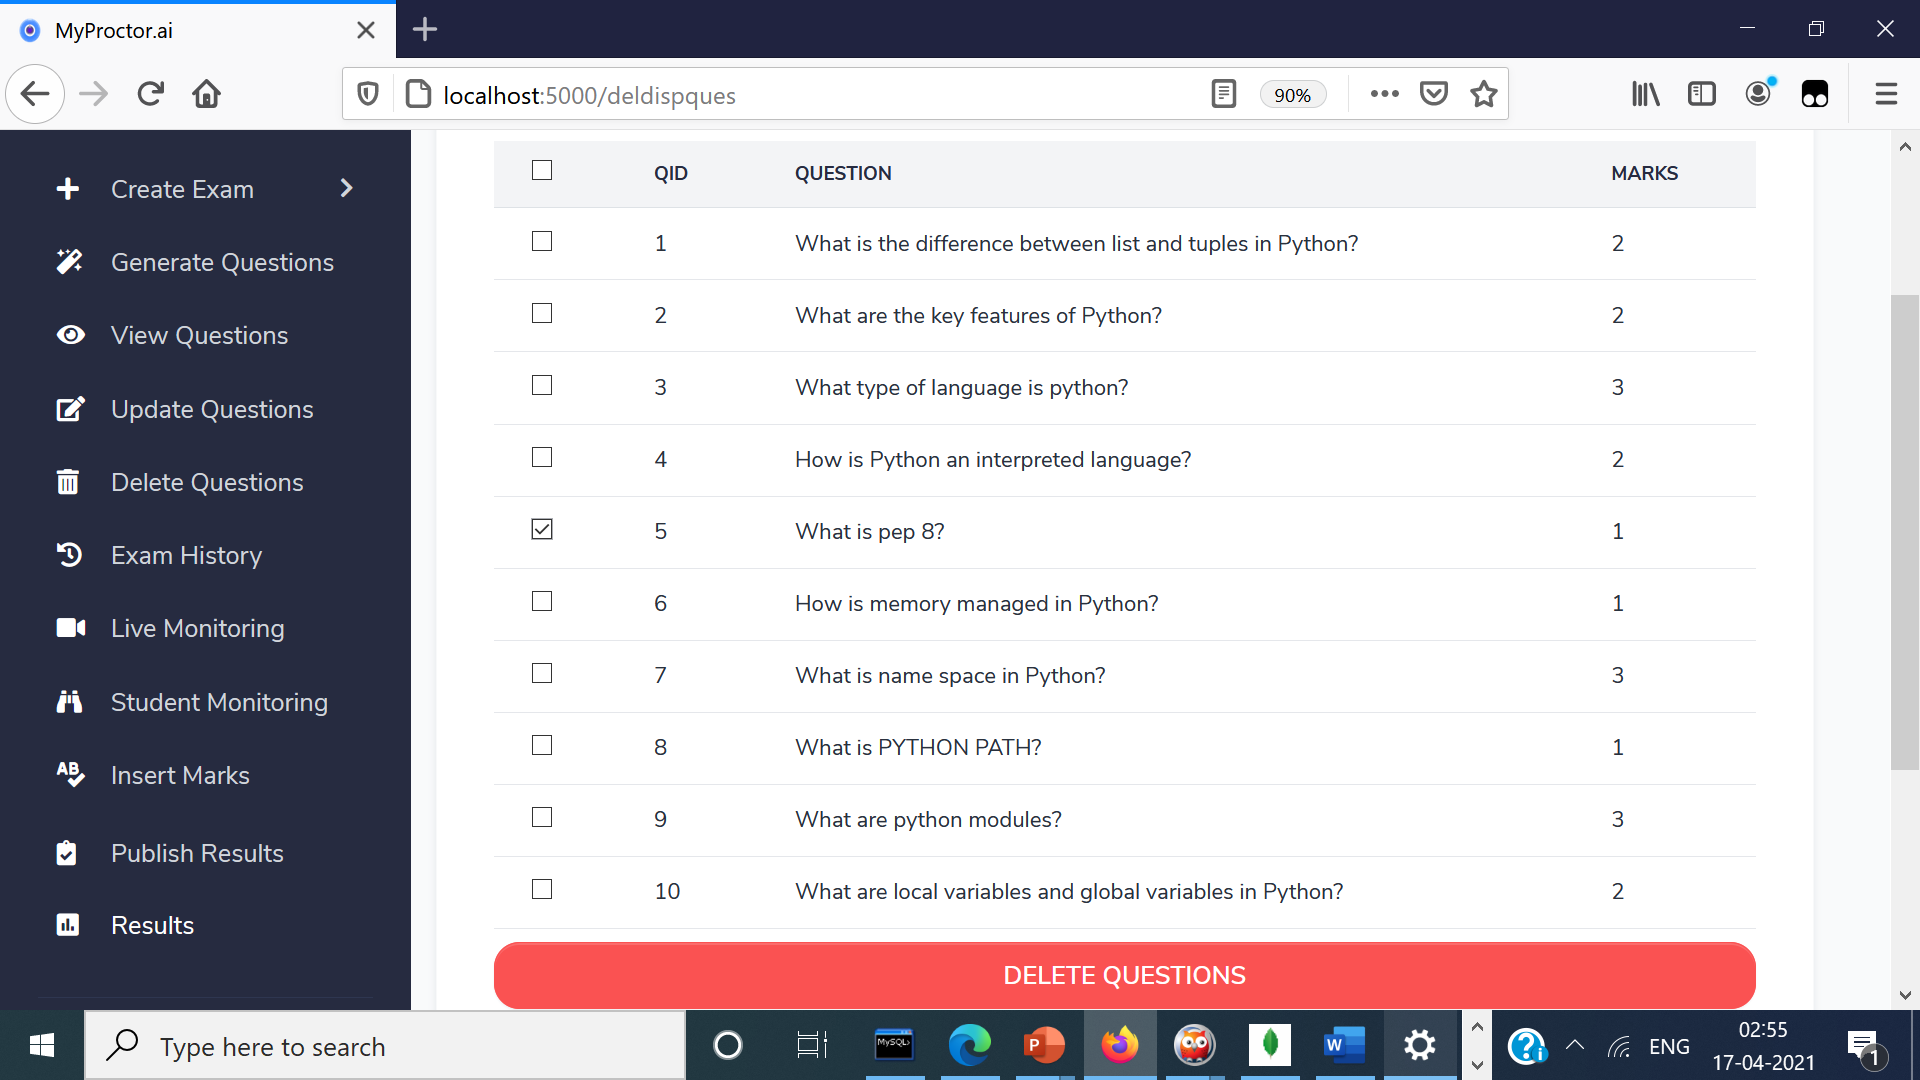 MyProctor.ai
localhost:5000/deldispques
90%
Create Exam
Generate Questions
View Questions
Update Questions
Delete Questions
Exam History
Live Monitoring
Student Monitoring
AB Insert Marks
Publish Results
Results
QID QUESTION MARKS
1 What is the difference between list and tuples in Python? 2
2 What are the key features of Python? 2
3 What type of language is python? 3
4 How is Python an interpreted language? 2
5 What is pep 8? 1
6 How is memory managed in Python? 1
7 What is name space in Python? 3
8 What is PYTHON PATH? 1
9 What are python modules? 3
10 What are local variables and global variables in Python? 2
DELETE QUESTIONS
Type here to search
MySQL>
P
W
?
i
ENG
02:55
17-04-2021
1